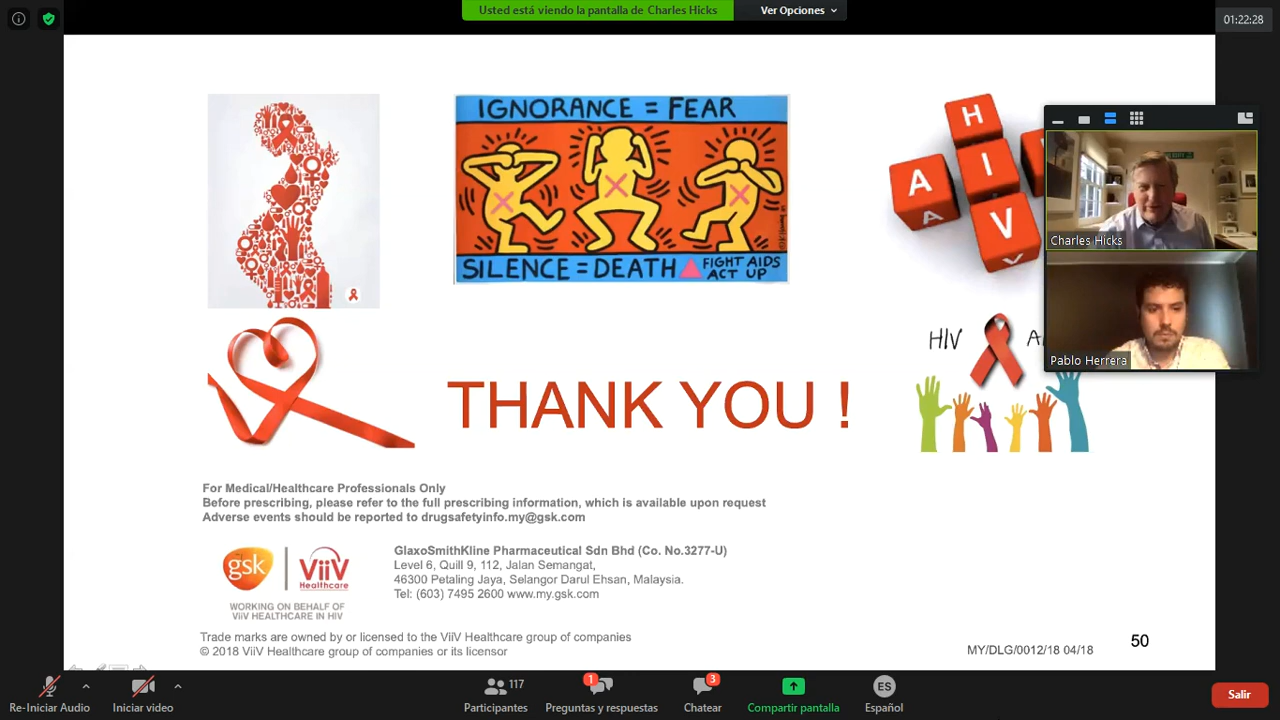 Usted está viendo la pantalla de Charles Hicks
Ver Opciones
01:22:28
IGNORANCE = FEAR
SILENCE = DEATH
FIGHT AIDS
ACT UP
H
A I
A
V
V
Charles Hicks
Pablo Herrera
HIV
THANK YOU !
For Medical/Healthcare Professionals Only
Before prescribing, please refer to the full prescribing information, which is available upon request
Adverse events should be reported to drugsafetyinfo.my@gsk.com
gsk
ViiV
Healthcare
WORKING ON BEHALF OF
ViiV HEALTHCARE IN HIV
GlaxoSmithKline Pharmaceutical Sdn Bhd (Co. No.3277-U)
Level 6, Quill 9, 112, Jalan Semangat,
46300 Petaling Jaya, Selangor Darul Ehsan, Malaysia.
Tel: (603) 7495 2600 www.my.gsk.com
Trade marks are owned by or licensed to the ViiV Healthcare group of companies
© 2018 ViiV Healthcare group of companies or its licensor
MY/DLG/0012/18 04/18
50
Re-Iniciar Audio
Iniciar video
117
Participantes
1
Preguntas y respuestas
3
Chatear
Compartir pantalla
ES
Español
Salir